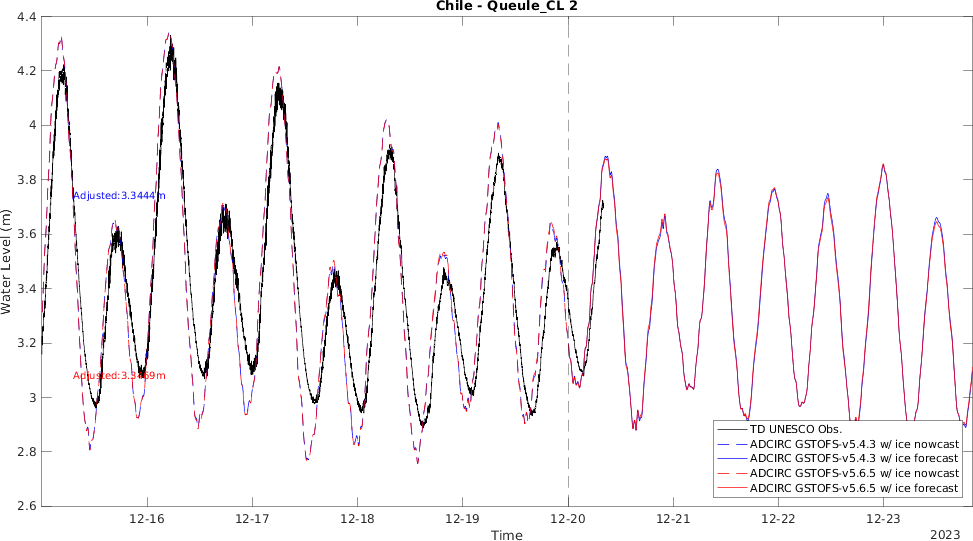 Chile - Queule_CL 2
Water Level (m)
4.4
4.2
4
3.8
3.6
3.4
3.2
3
2.8
2.6
Adjusted:3.3444m
Adjusted:3.3469m
TD UNESCO Obs.
ADCIRC GSTOFS-v5.4.3 w/ ice nowcast
ADCIRC GSTOFS-v5.4.3 w/ ice forecast
ADCIRC GSTOFS-v5.6.5 w/ ice nowcast
ADCIRC GSTOFS-v5.6.5 w/ ice forecast
12-16 12-17 12-18 12-19 12-20 12-21 12-22 12-23
Time
2023